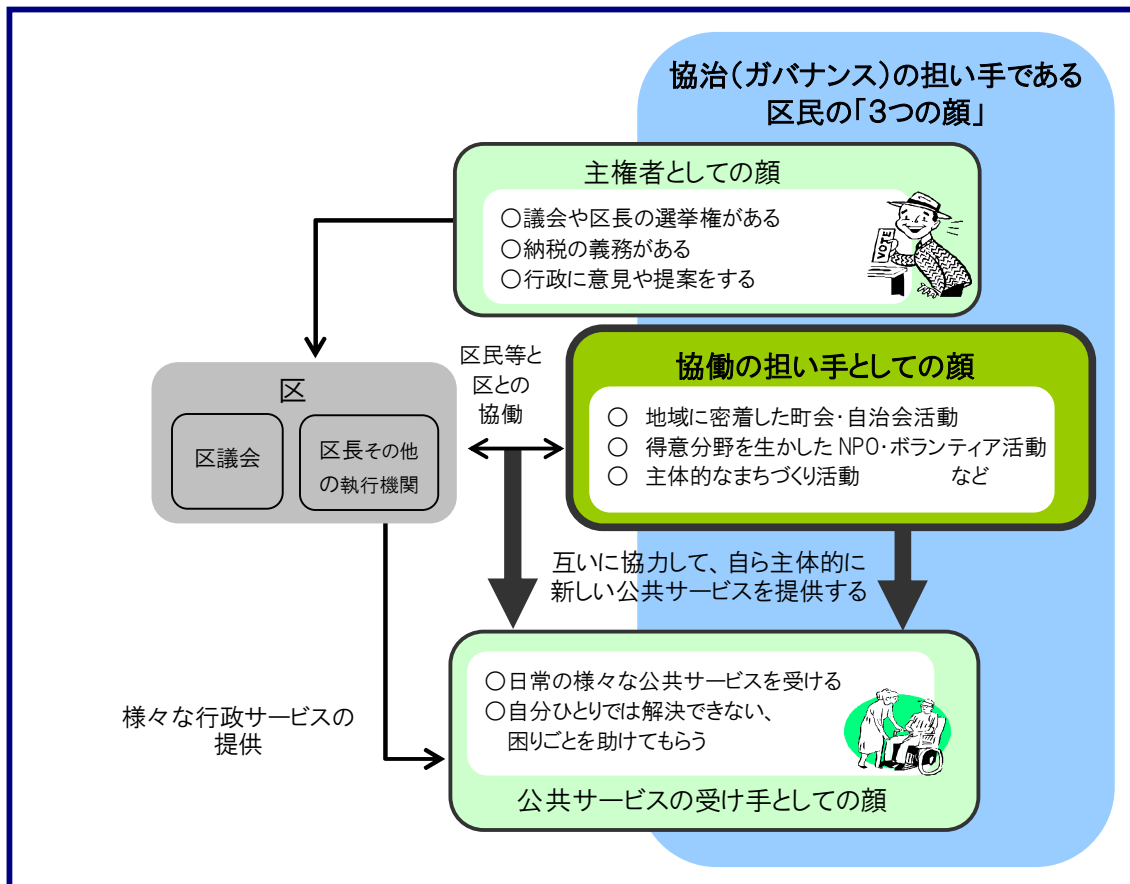 協治(ガバナンス)の担い手である
区民の「3つの顔」
主権者としての顔
○議会や区長の選挙権がある
○納税の義務がある
○行政に意見や提案をする
VOTE
区民等と
区との
協働
協働の担い手としての顔
○ 地域に密着した町会・自治会活動
○ 得意分野を生かした NPO・ボランティア活動
○ 主体的なまちづくり活動 など
区
区議会
区長その他
の執行機関
互いに協力して、自ら主体的に
新しい公共サービスを提供する
様々な行政サービスの
提供
○日常の様々な公共サービスを受ける
○自分ひとりでは解決できない、
困りごとを助けてもらう
公共サービスの受け手としての顔